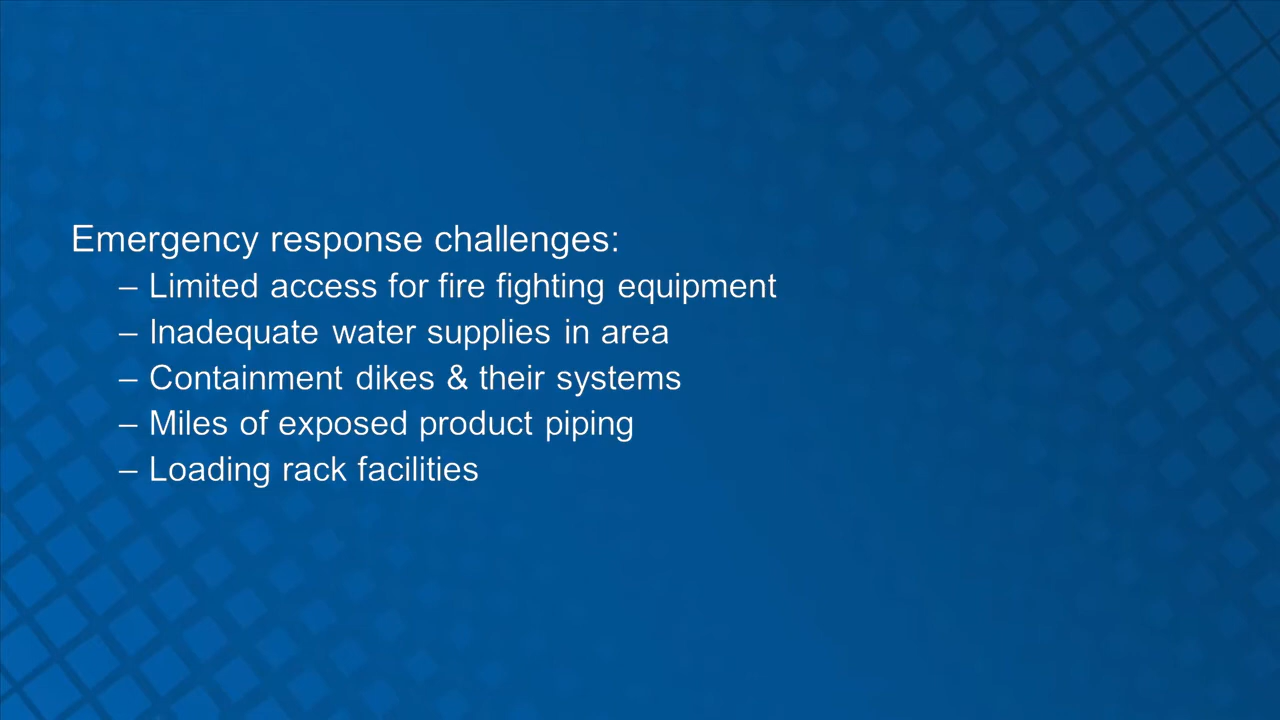 Emergency response challenges:
– Limited access for fire fighting equipment
– Inadequate water supplies in area
– Containment dikes & their systems
– Miles of exposed product piping
– Loading rack facilities